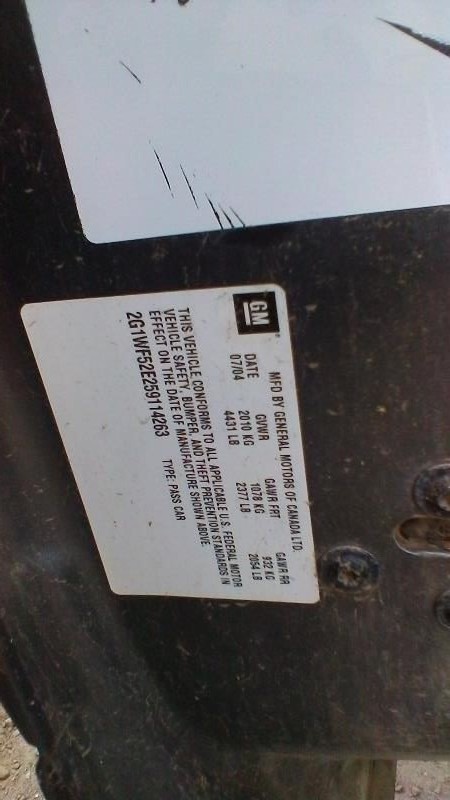 GM
MFD BY GENERAL MOTORS OF CANADA LTD.
DATE GVWR GAWR FRT GAWR RR
07/04 2010 KG 1078 KG 932 KG
4431 LB 2377 LB 2054 LB
THIS VEHICLE CONFORMS TO ALL APPLICABLE U.S. FEDERAL MOTOR
VEHICLE SAFETY, BUMPER, AND THEFT PREVENTION STANDARDS IN
EFFECT ON THE DATE OF MANUFACTURE SHOWN ABOVE.
2G1WF52E259114263 TYPE: PASS CAR